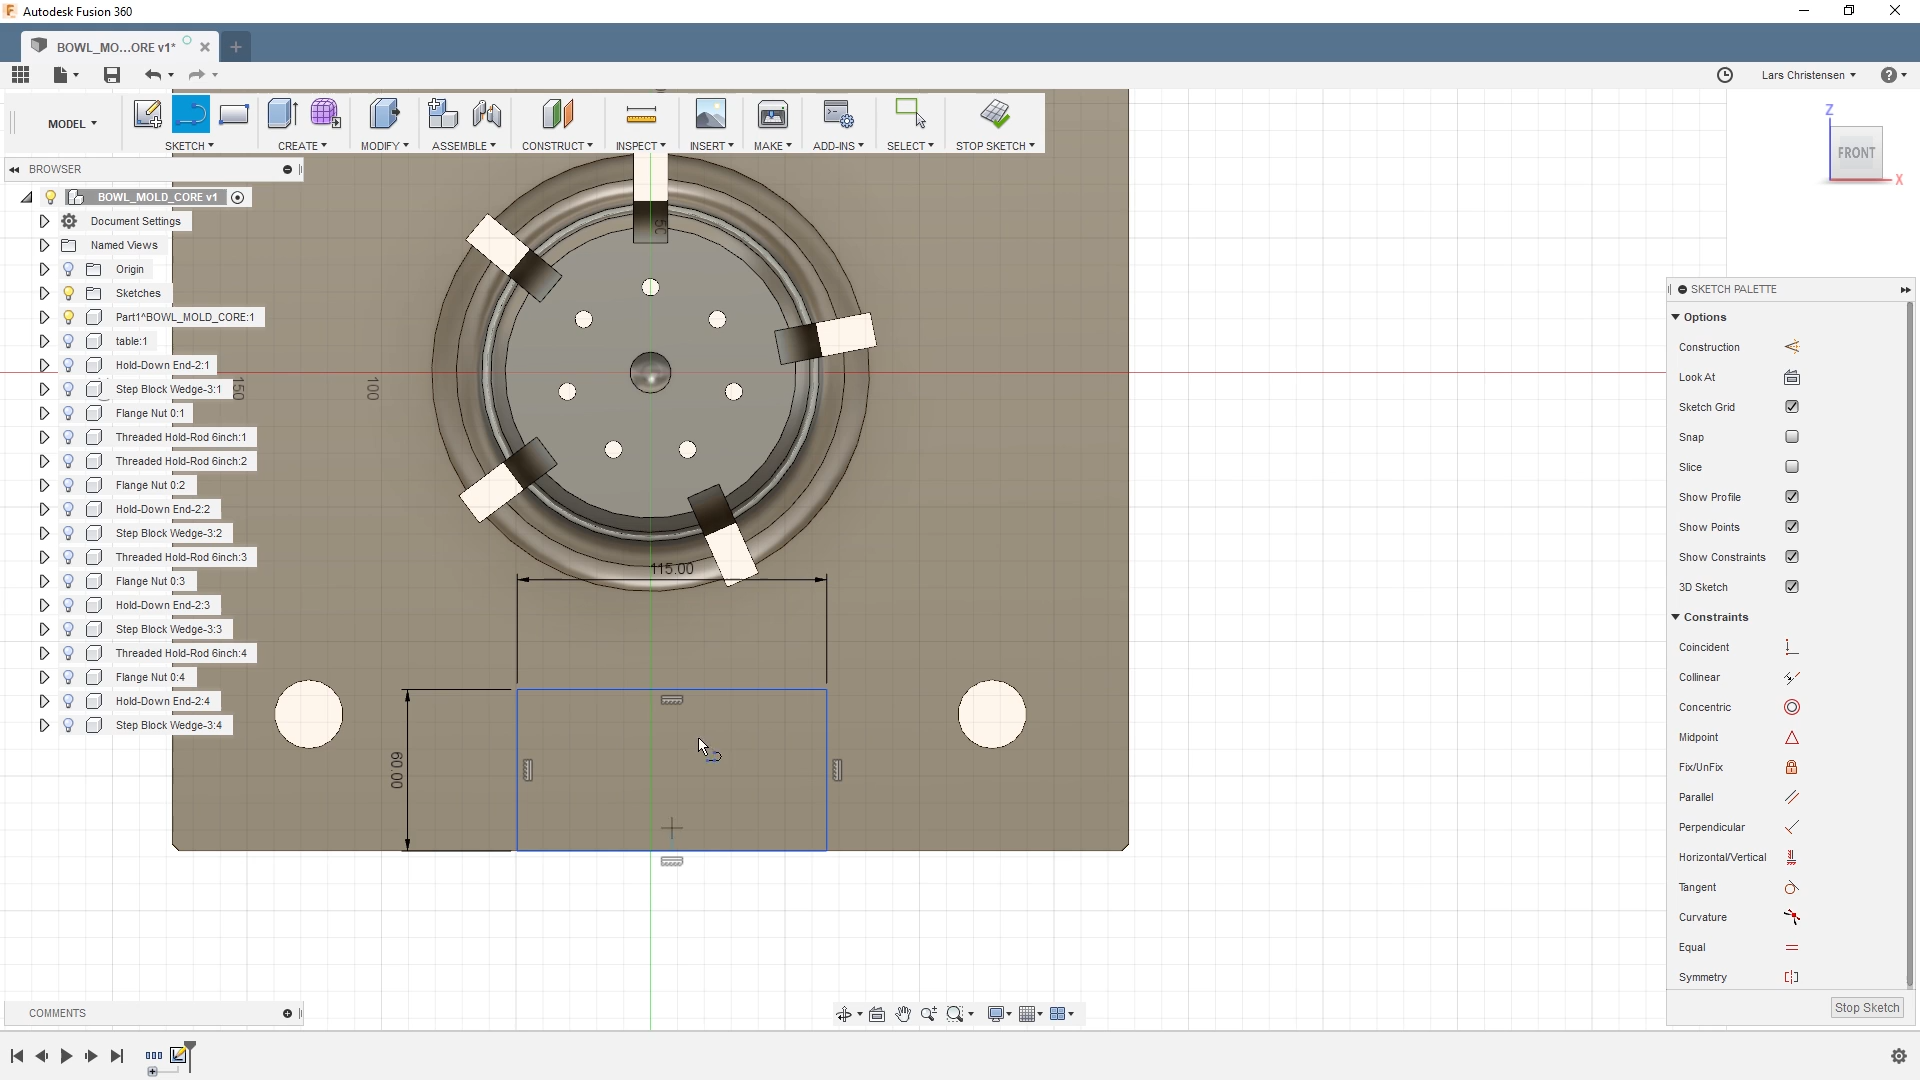 Autodesk Fusion 360
BOWL_MO...ORE v1*
Lars Christensen
MODEL
SKETCH
CREATE
MODIFY
ASSEMBLE
CONSTRUCT
INSPECT
INSERT
MAKE
ADD-INS
SELECT
STOP SKETCH
Z
FRONT
X
BROWSER
BOWL_MOLD_CORE v1
Document Settings
Named Views
Origin
Sketches
Part1^BOWL_MOLD_CORE:1
table:1
Hold-Down End-2:1
Step Block Wedge-3:1
Flange Nut 0:1
Threaded Hold-Rod 6inch:1
Threaded Hold-Rod 6inch:2
Flange Nut 0:2
Hold-Down End-2:2
Step Block Wedge-3:2
Threaded Hold-Rod 6inch:3
Flange Nut 0:3
Hold-Down End-2:3
Step Block Wedge-3:3
Threaded Hold-Rod 6inch:4
Flange Nut 0:4
Hold-Down End-2:4
Step Block Wedge-3:4
150
100
50
115.00
60.00
SKETCH PALETTE
Options
Construction
Look At
Sketch Grid
Snap
Slice
Show Profile
Show Points
Show Constraints
3D Sketch
Constraints
Coincident
Collinear
Concentric
Midpoint
Fix/UnFix
Parallel
Perpendicular
Horizontal/Vertical
Tangent
Curvature
Equal
Symmetry
Stop Sketch
COMMENTS